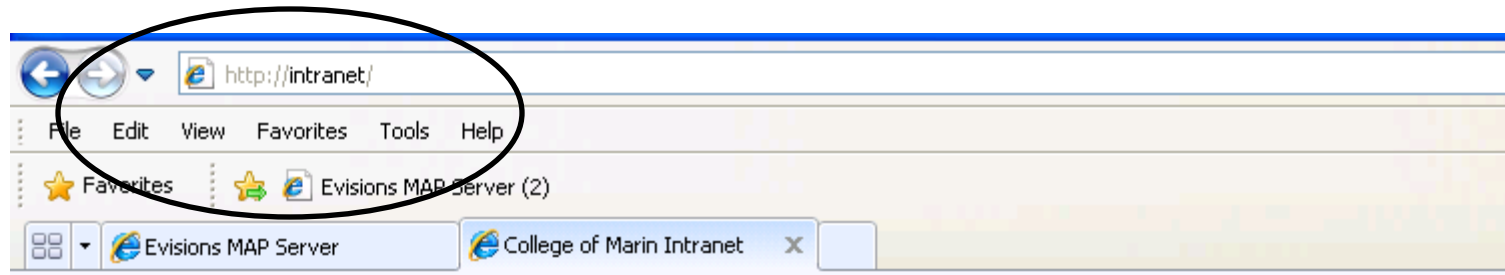 http://intranet/
File Edit View Favorites Tools Help
Favorites Evisions MAP Server (2)
Evisions MAP Server College of Marin Intranet